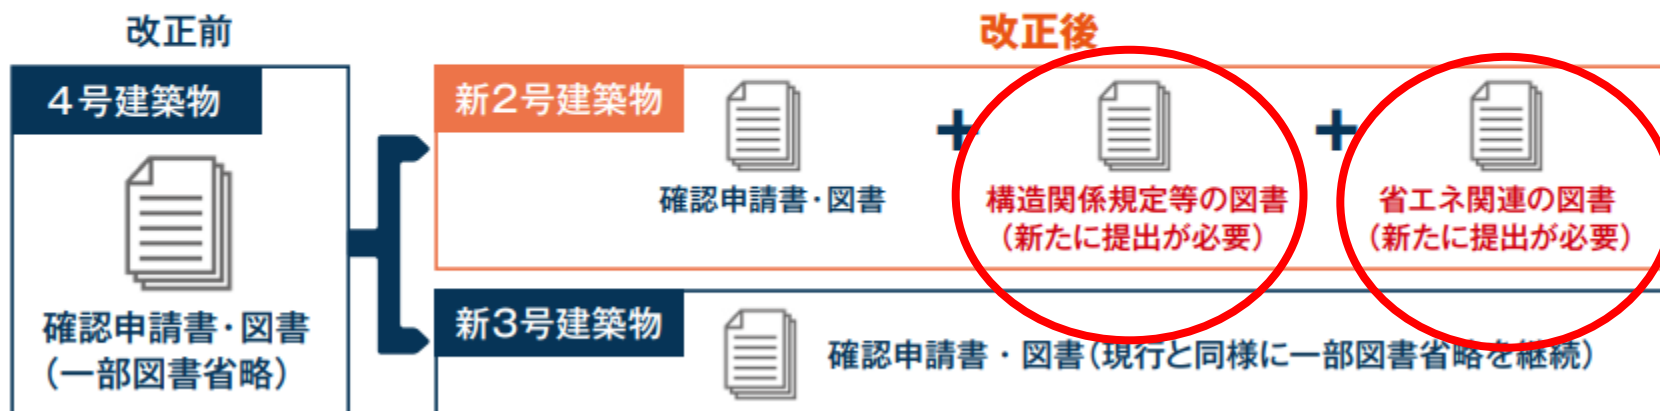 改正前
改正後
4号建築物
確認申請書・図書
（一部図書省略）
新2号建築物
確認申請書・図書
+
構造関係規定等の図書
（新たに提出が必要）
+
省エネ関連の図書
（新たに提出が必要）
新3号建築物
確認申請書・図書（現行と同様に一部図書省略を継続）